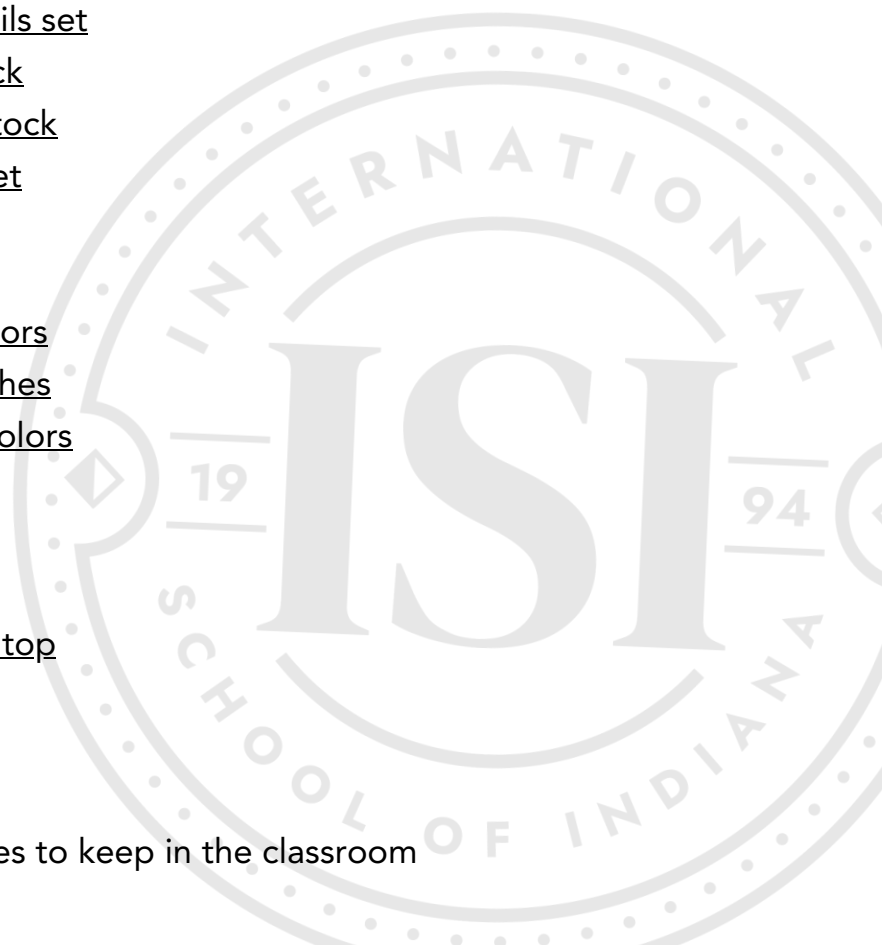 ils set
ck
tock
et
ors
hes
olors
top
es to keep in the classroom
INTERNATIONAL
ISI
19
94
SCHOOL OF INDIANA